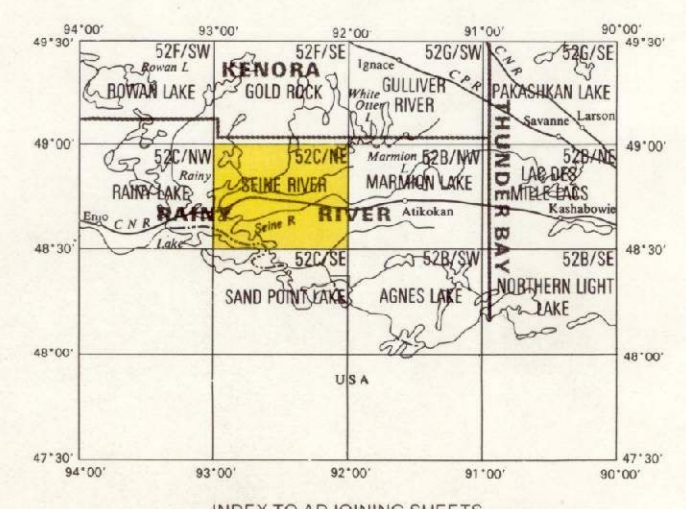 94°00' 93°00' 92°00' 91°00' 90°00'
49°30' 49°30'
52F/SW 52F/SE 52G/SW 52G/SE
Rowan L
ROWAN LAKE
KENORA
GOLD ROCK
Ignace
CPR
CNR
GULLIVER
RIVER
White
Otter
L
PAKASHKAN LAKE
Savanne
Larson
THUNDER BAY
49°00' 49°00'
52C/NW 52C/NE 52B/NW 52B/NE
Rainy
RAINY LAKE
SEINE RIVER
Marmion
L
MARMION LAKE
LAC DES
MILLE LACS
Kashabowie
Atikokan
RAINY RIVER
CNR
Lake
Seine R
48°30' 48°30'
52C/SE 52B/SW 52B/SE
SAND POINT LAKE
AGNES LAKE
NORTHERN LIGHT
LAKE
48°00' 48°00'
USA
47°30' 47°30'
94°00' 93°00' 92°00' 91°00' 90°00'
INDEX TO ADJOINING SHEETS